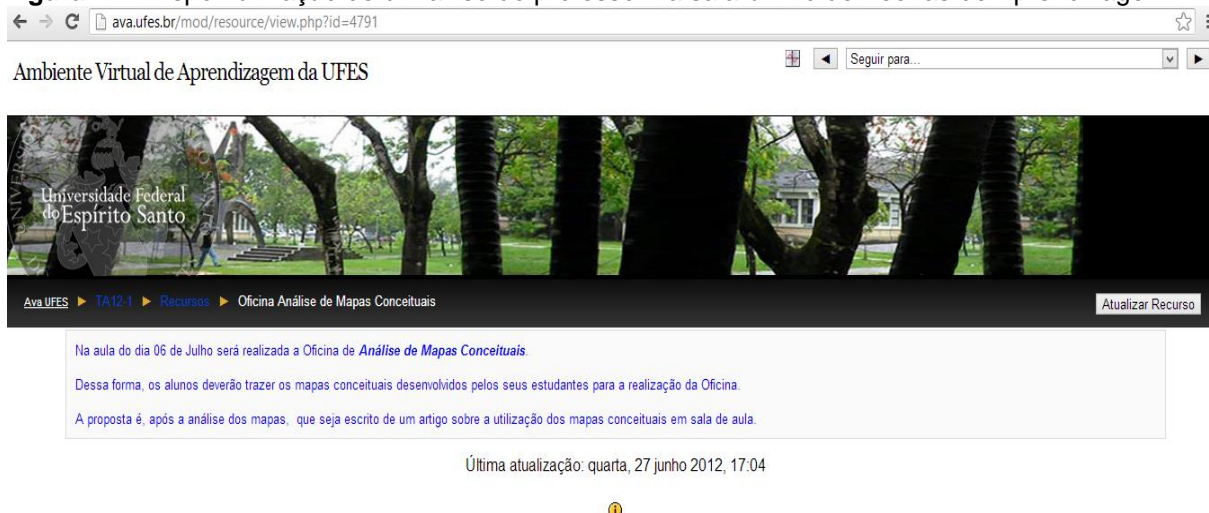 ava.ufes.br/mod/resource/view.php?id=4791
Ambiente Virtual de Aprendizagem da UFES
Seguir para...
Universidade Federal
do Espírito Santo
Ava UFES ► TA12-1 ► Recursos ► Oficina Análise de Mapas Conceituais
Atualizar Recurso
Na aula do dia 06 de Julho será realizada a Oficina de Análise de Mapas Conceituais.
Dessa forma, os alunos deverão trazer os mapas conceituais desenvolvidos pelos seus estudantes para a realização da Oficina.
A proposta é, após a análise dos mapas, que seja escrito de um artigo sobre a utilização dos mapas conceituais em sala de aula.
Última atualização: quarta, 27 junho 2012, 17:04